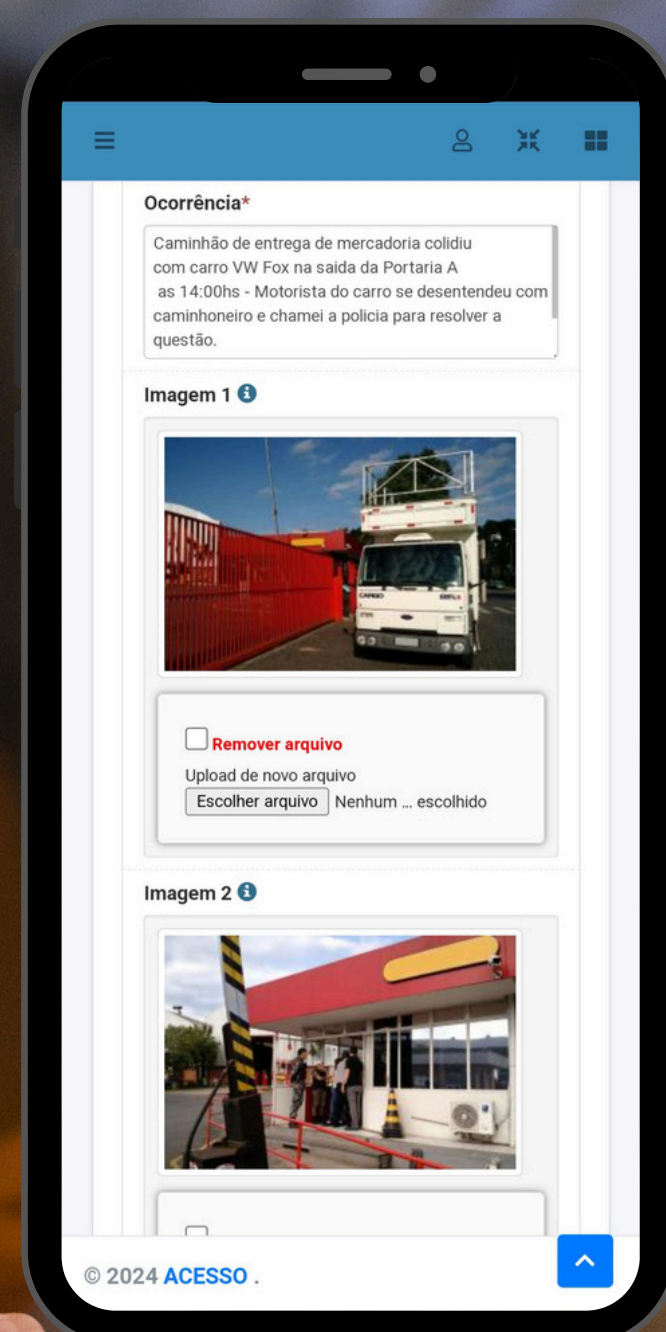 Ocorrência*
Caminhão de entrega de mercadoria colidiu
com carro VW Fox na saida da Portaria A
as 14:00hs - Motorista do carro se desentendeu com
caminhoneiro e chamei a policia para resolver a
questão.
Imagem 1
CARGO
Remover arquivo
Upload de novo arquivo
Escolher arquivo Nenhum ... escolhido
Imagem 2
© 2024 ACESSO .